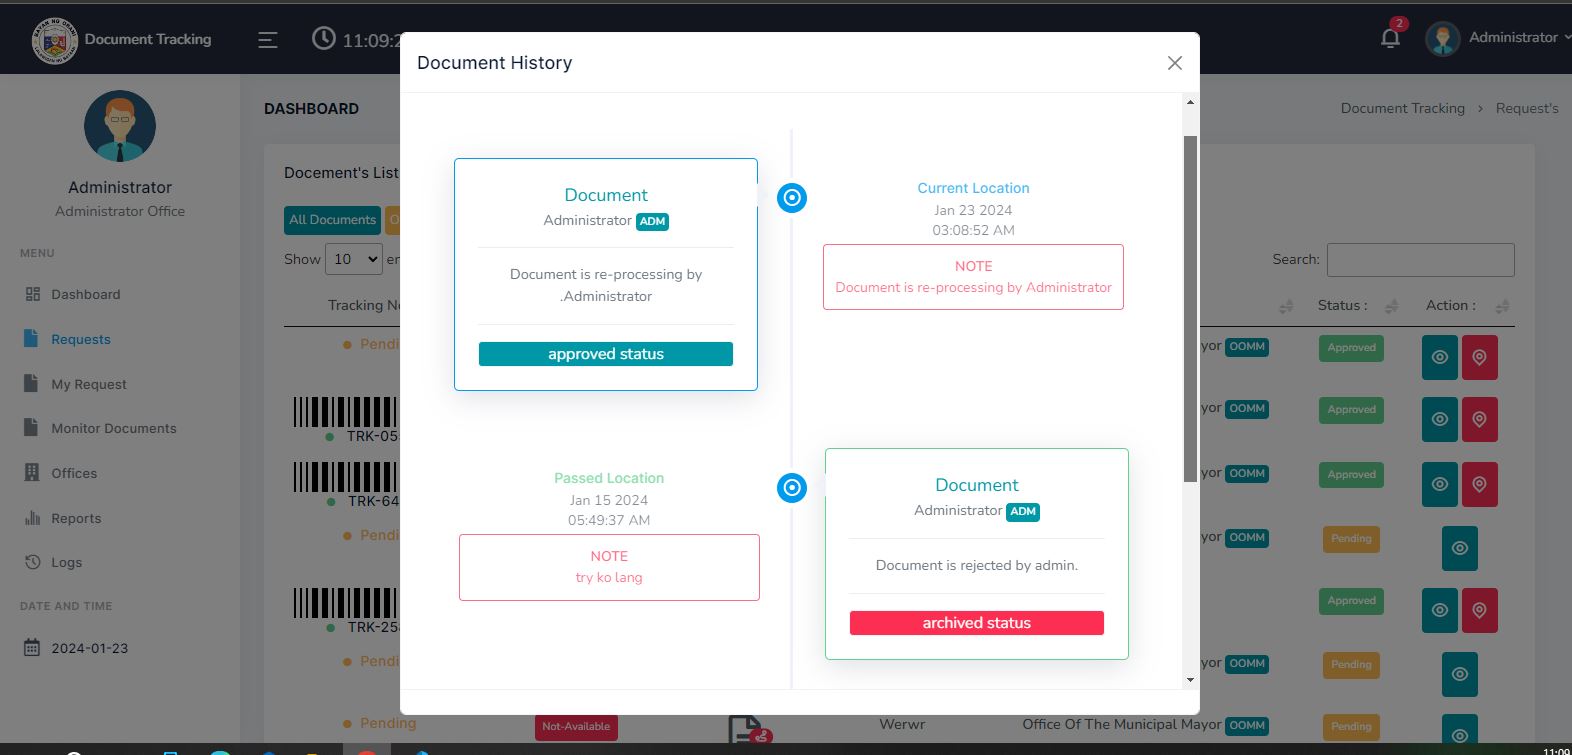 Document Tracking
11:09:2
2
Administrator
Document History
Administrator
Administrator Office
MENU
Dashboard
Requests
My Request
Monitor Documents
Offices
Reports
Logs
DATE AND TIME
2024-01-23
DASHBOARD
Document Tracking > Request's
Docement's List
All Documents
Show 10 en
Search:
Tracking No
Status :
Action :
Document
Administrator ADM
Document is re-processing by
.Administrator
approved status
Current Location
Jan 23 2024
03:08:52 AM
NOTE
Document is re-processing by Administrator
Passed Location
Jan 15 2024
05:49:37 AM
NOTE
try ko lang
Document
Administrator ADM
Document is rejected by admin.
archived status
Pendi
yor OOMM Approved
TRK-05
yor OOMM Approved
TRK-64
yor OOMM Approved
Pendi
yor OOMM Pending
TRK-25
Approved
Pendi
yor OOMM Pending
Pending Not-Available Werwr Office Of The Municipal Mayor OOMM Pending
11:09